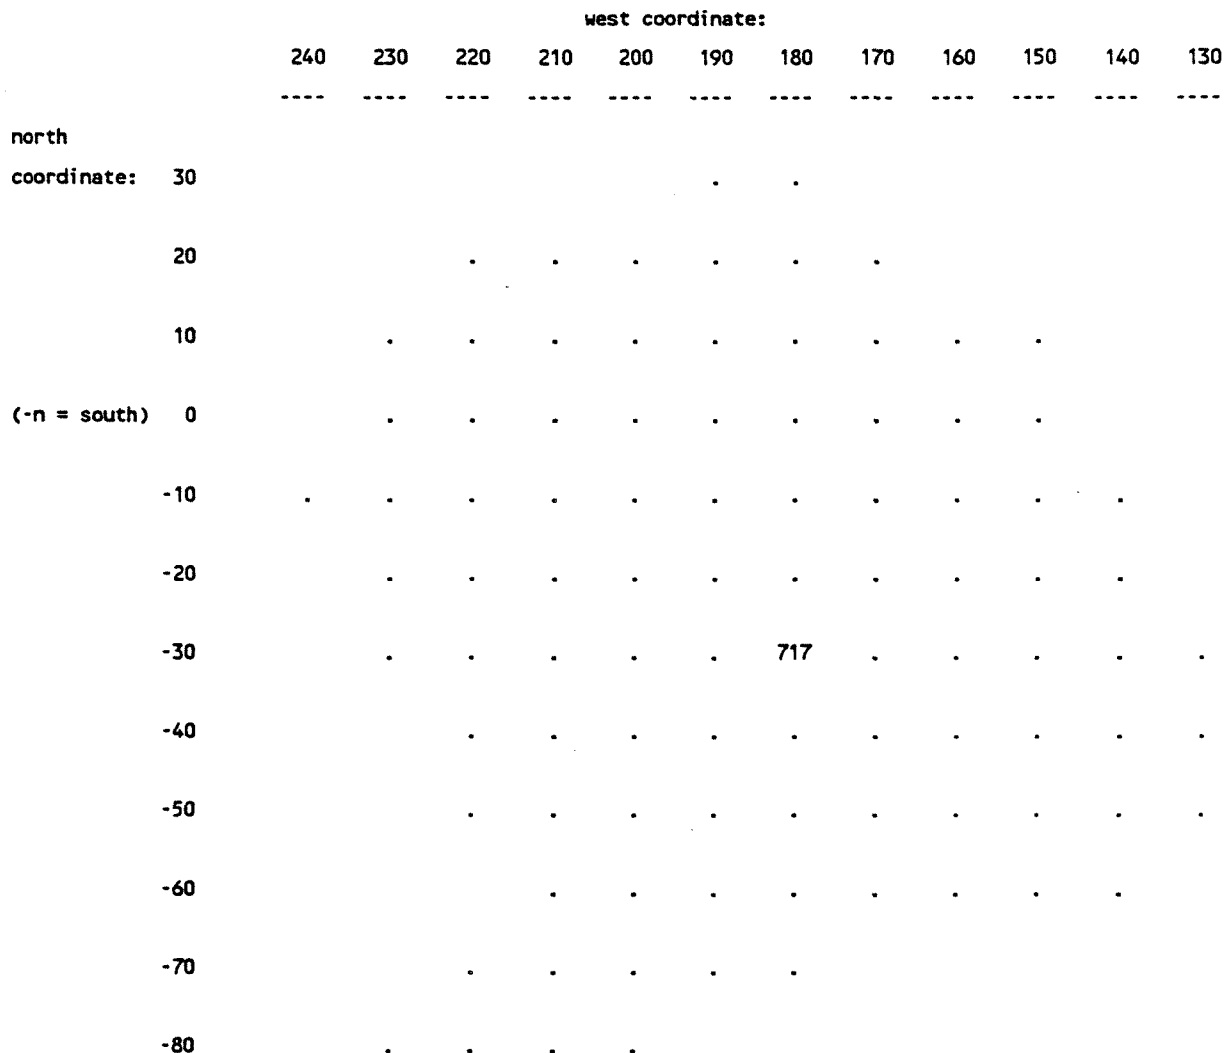 west coordinate:
240 230 220 210 200 190 180 170 160 150 140 130
---- ---- ---- ---- ---- ---- ---- ---- ---- ---- ---- ----
north
coordinate: 30 . .
20 . . . . . .
10 . . . . . . . . .
(-n = south) 0 . . . . . . . . .
-10 . . . . . . . . . . .
-20 . . . . . . . . . .
-30 . . . . . 717 . . . . .
-40 . . . . . . . . . .
-50 . . . . . . . . . .
-60 . . . . . . . .
-70 . . . . .
-80 . . . .